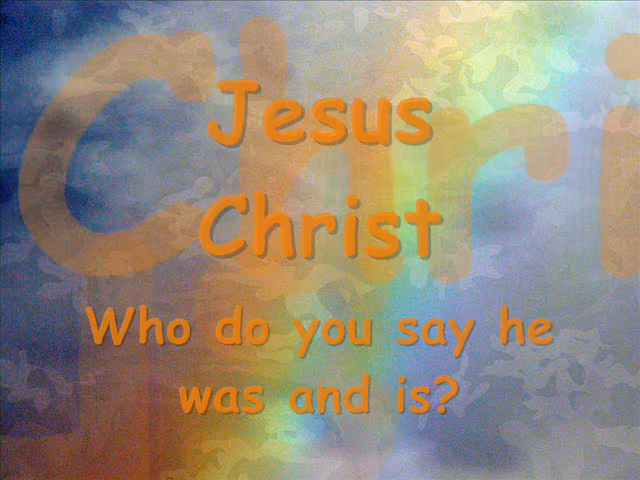 Chri
Jesus
Christ
Who do you say he
was and is?